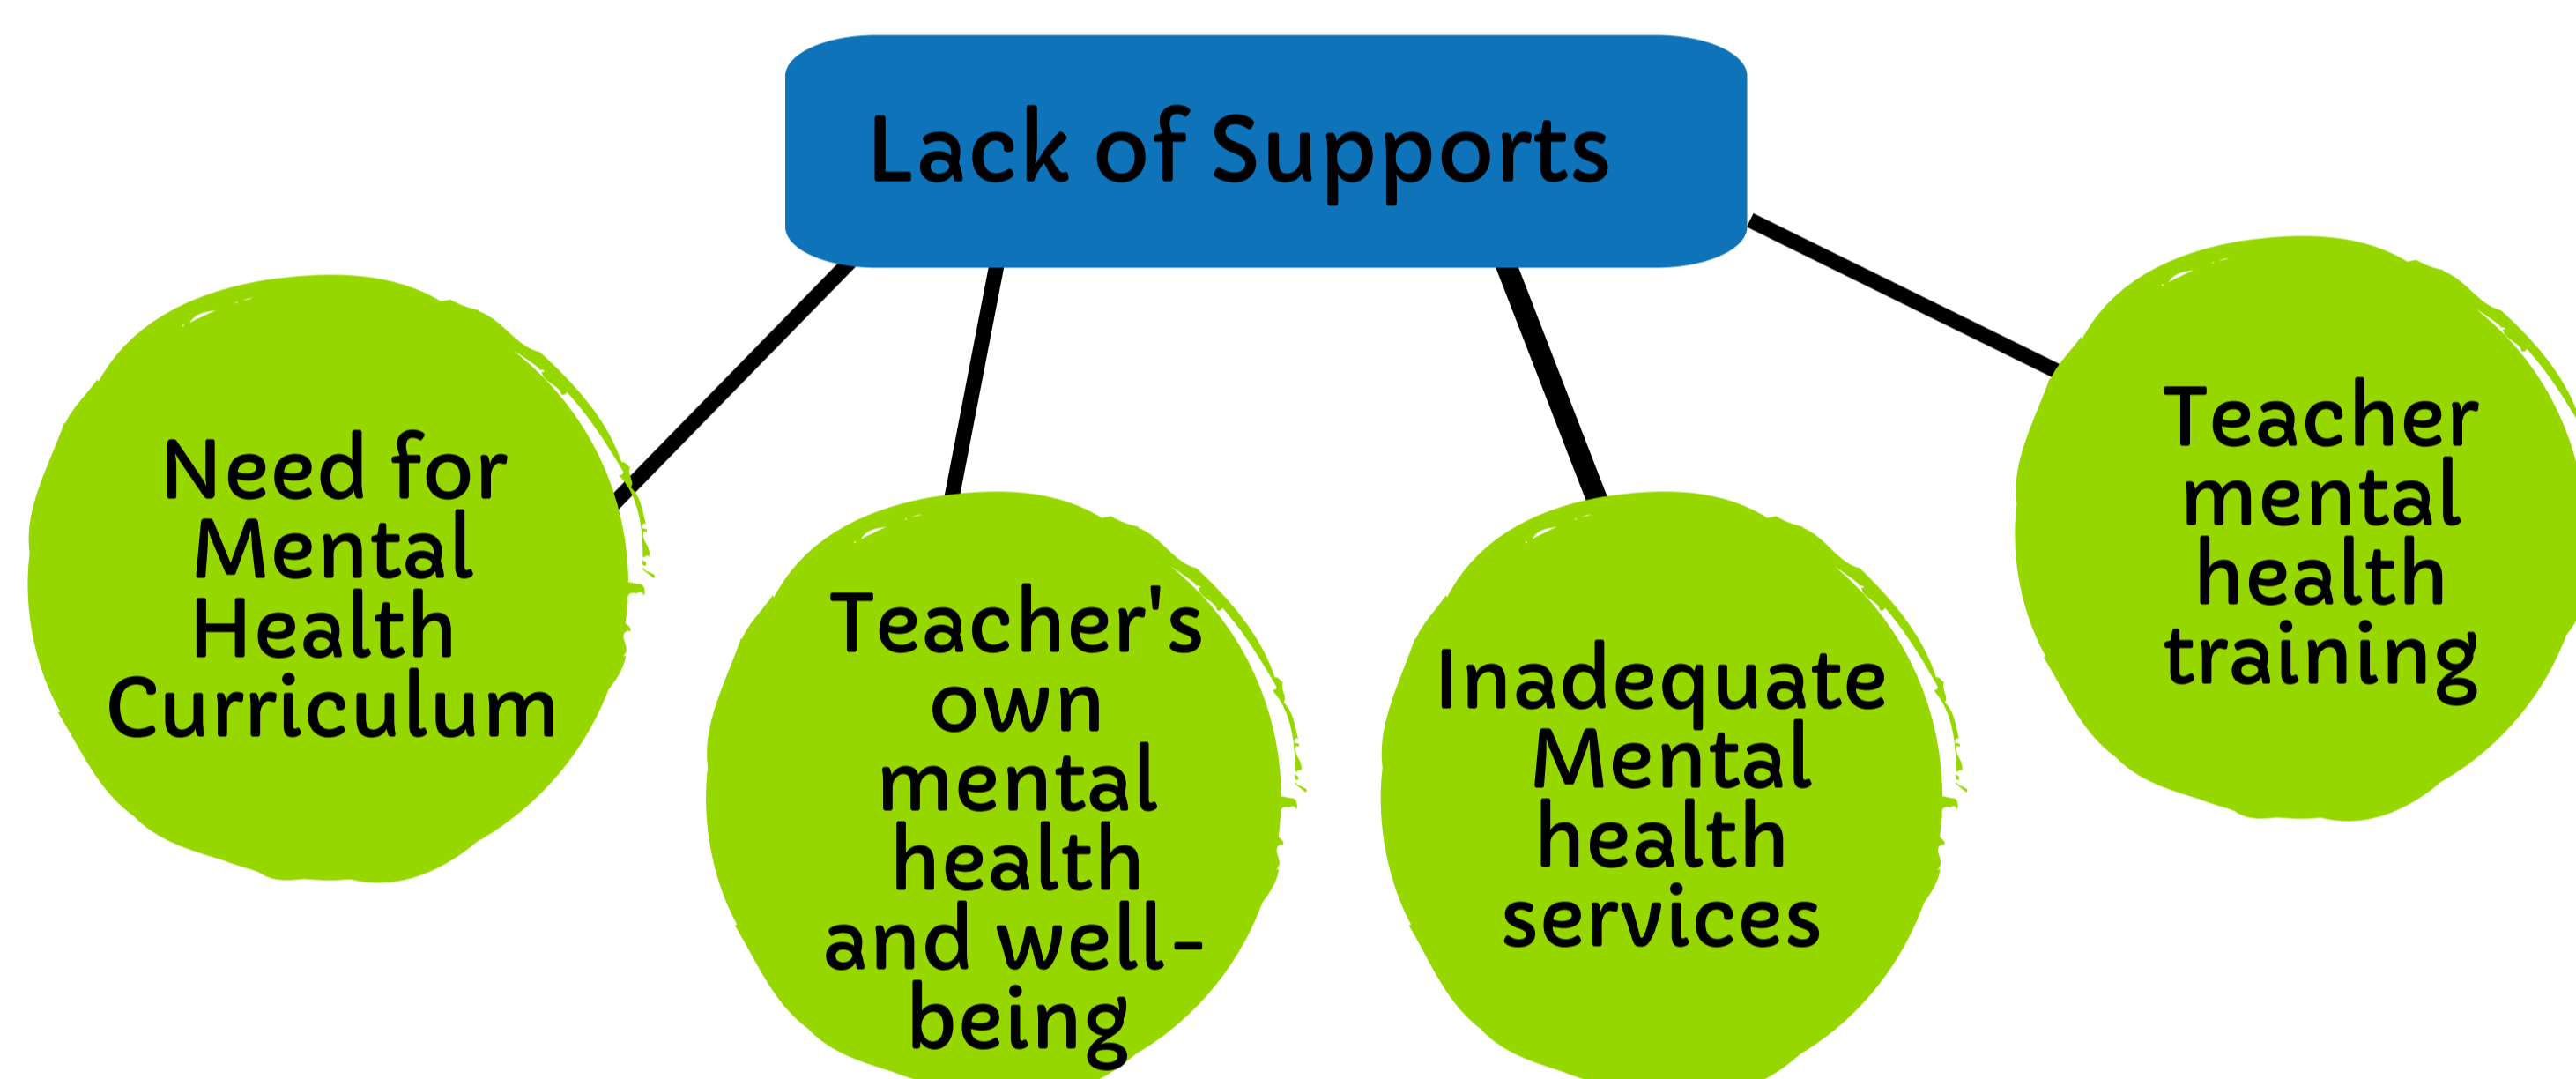 Lack of Supports
Need for
Mental
Health
Curriculum
Teacher's
own
mental
health
and well-
being
Inadequate
Mental
health
services
Teacher
mental
health
training